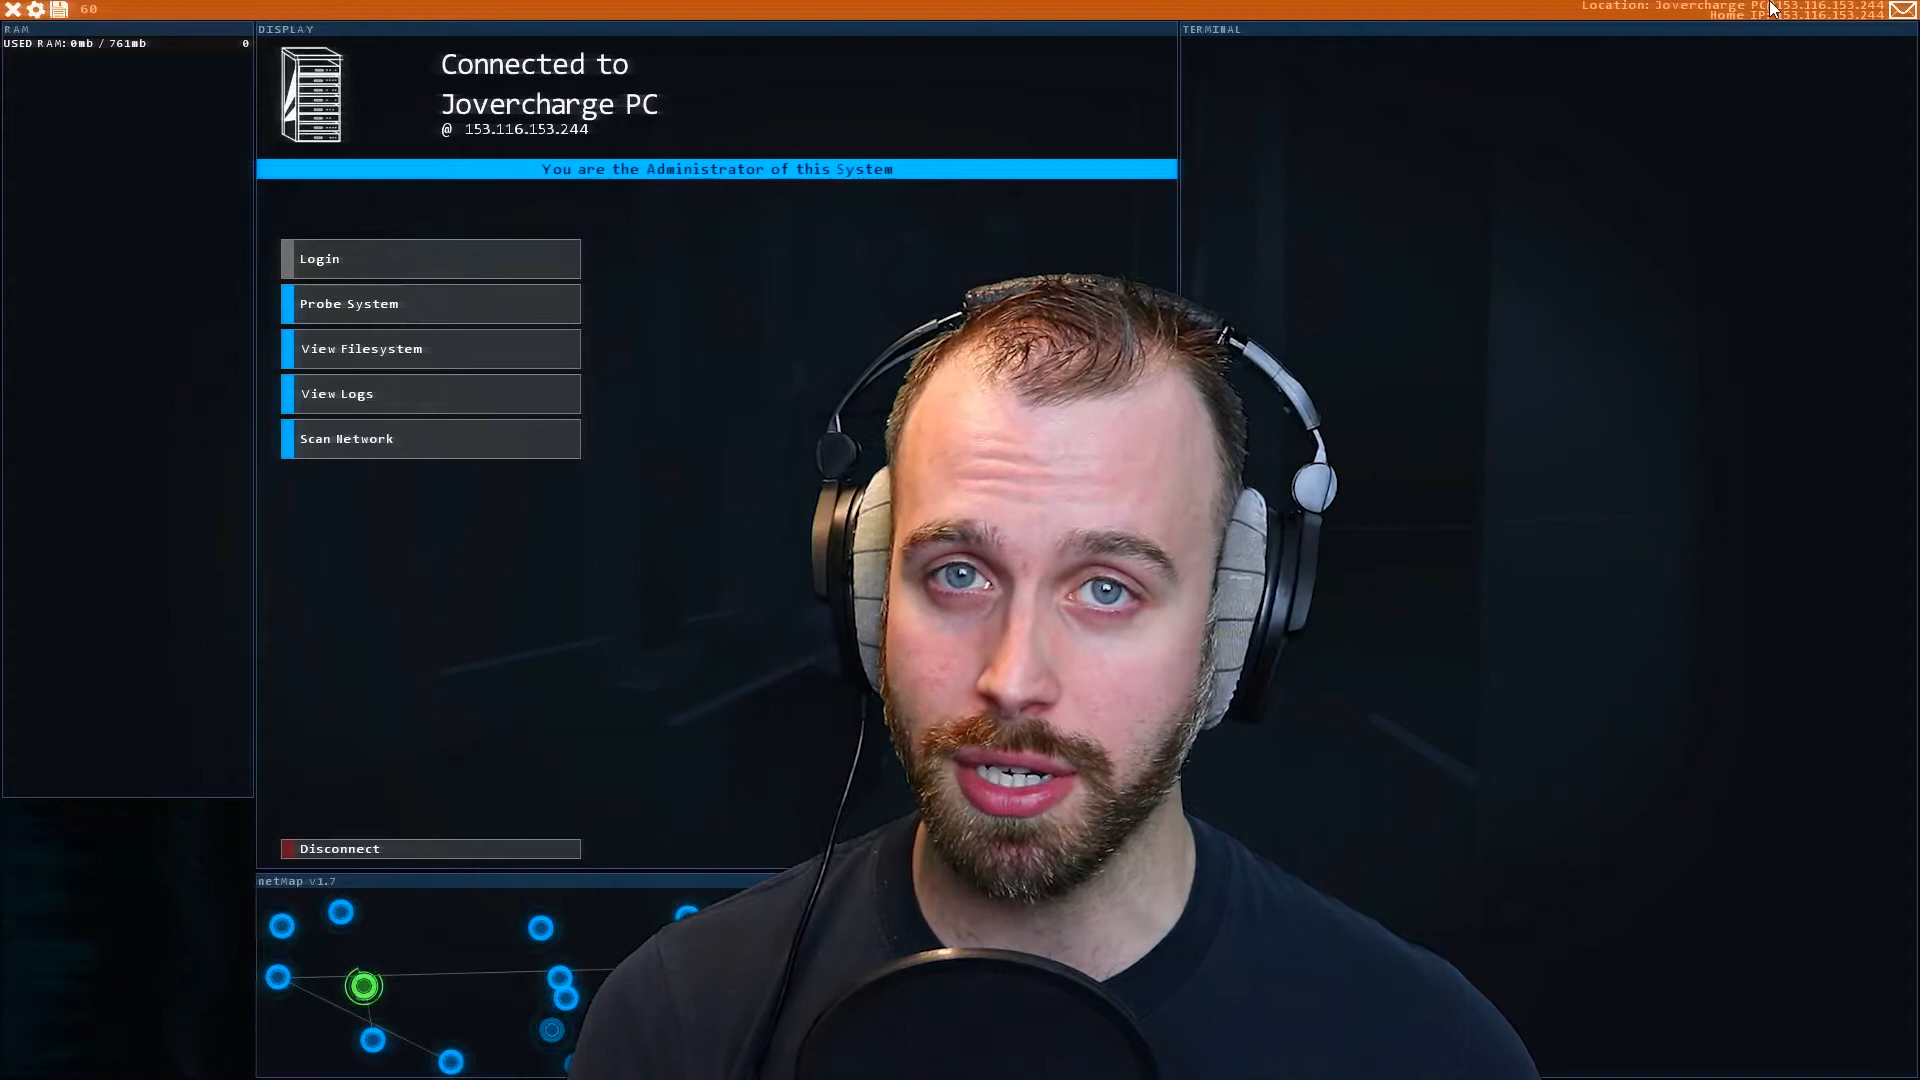 60
Location: Jovercharge PC@153.116.153.244
Home IP: 153.116.153.244
RAM
USED RAM: 0mb / 761mb 0
DISPLAY
Connected to
Jovercharge PC
@ 153.116.153.244
You are the Administrator of this System
Login
Probe System
View Filesystem
View Logs
Scan Network
Disconnect
netMap v1.7
TERMINAL